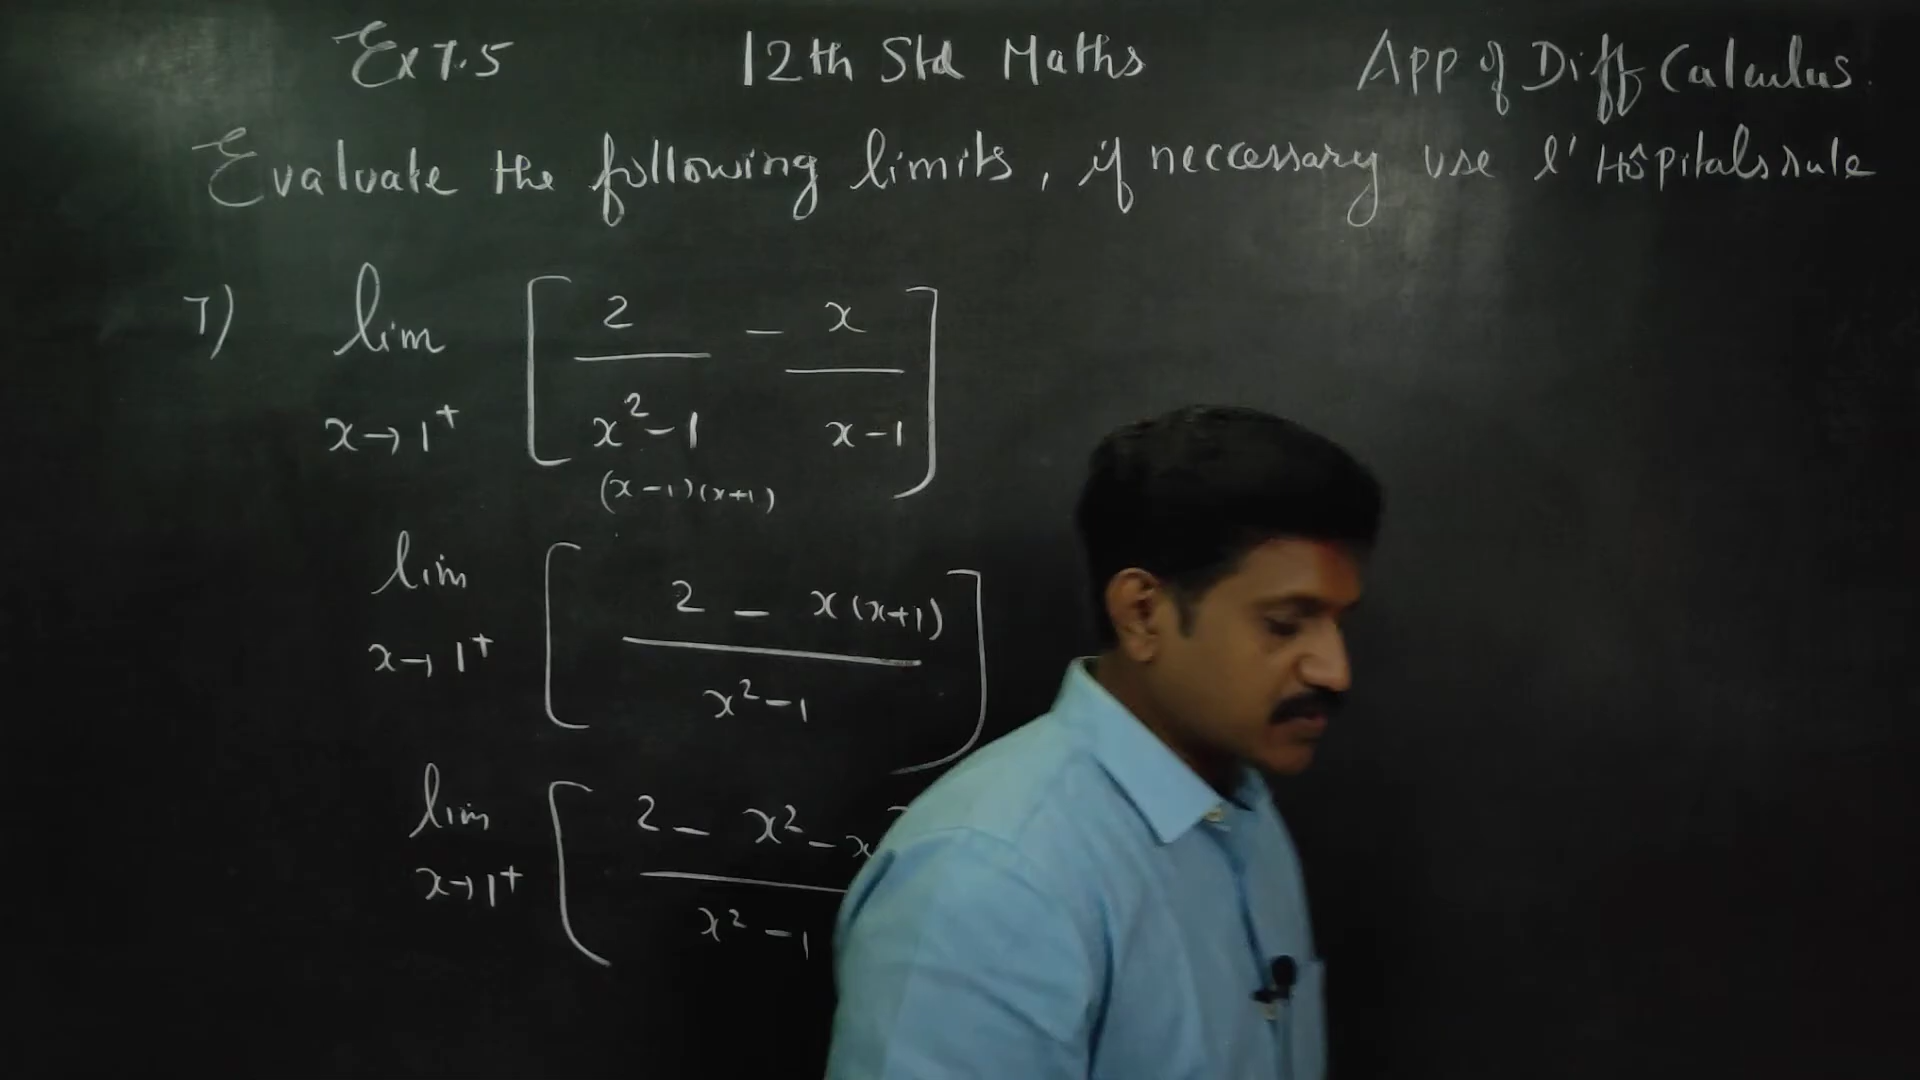 Ex 7.5 12th Std Maths App of Diff Calculus.
Evaluate the following limits, if neccessary use l'Hôpitals rule
7) lim x→1⁺ [ 2/(x²-1) - x/(x-1) ]
(x-1)(x+1)
lim x→1⁺ [ (2 - x(x+1))/(x²-1) ]
lim x→1⁺ [ (2 - x² - x)/(x²-1)